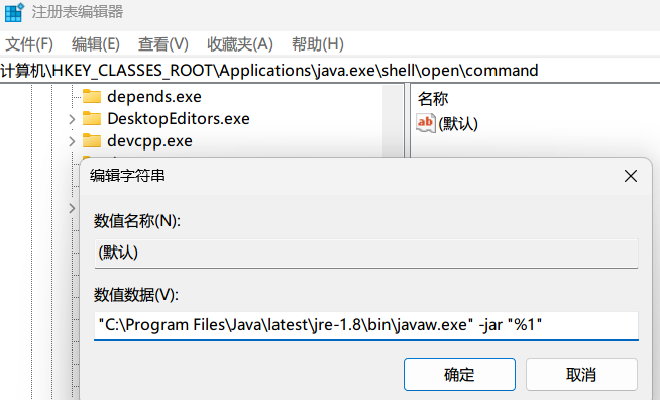 注册表编辑器
文件(F) 编辑(E) 查看(V) 收藏夹(A) 帮助(H)
计算机\HKEY_CLASSES_ROOT\Applications\java.exe\shell\open\command
depends.exe
DesktopEditors.exe
devcpp.exe
名称
ab (默认)
编辑字符串
数值名称(N):
(默认)
数值数据(V):
"C:\Program Files\Java\latest\jre-1.8\bin\javaw.exe" -jar "%1"
确定 取消